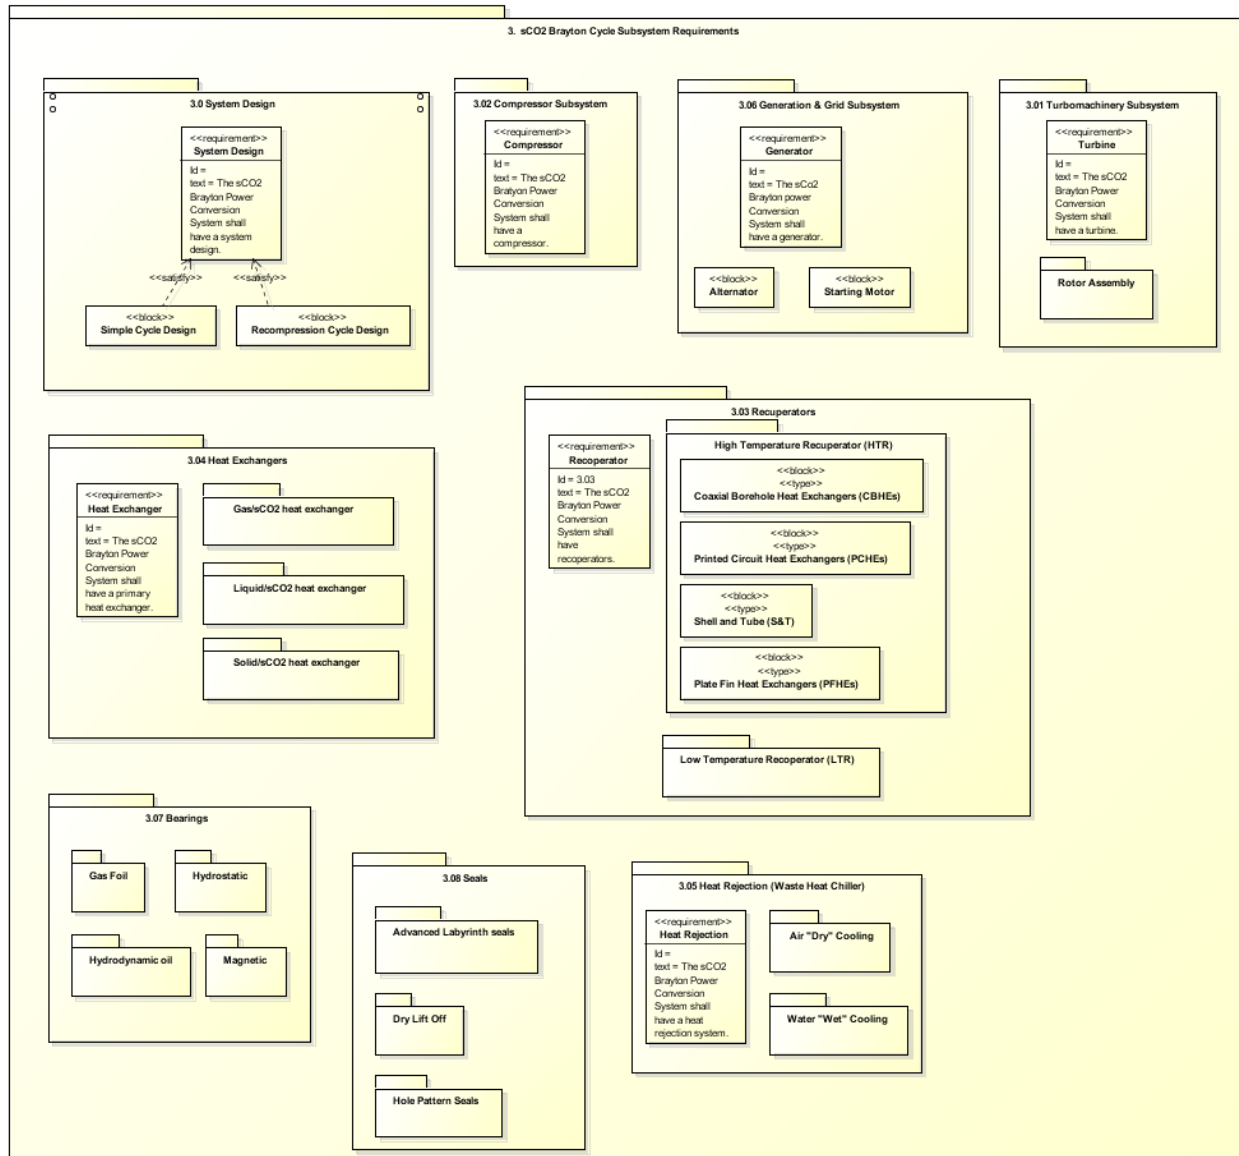 3. sCO2 Brayton Cycle Subsystem Requirements
3.0 System Design
<<requirement>>
System Design
Id =
text = The sCO2
Brayton Power
Conversion
System shall
have a system
design.
<<satisfy>>
<<satisfy>>
<<block>>
Simple Cycle Design
<<block>>
Recompression Cycle Design
3.02 Compressor Subsystem
<<requirement>>
Compressor
Id =
text = The sCO2
Bratyon Power
Conversion
System shall
have a
compressor.
3.06 Generation & Grid Subsystem
<<requirement>>
Generator
Id =
text = The sCo2
Brayton power
Conversion
System shall
have a generator.
<<block>>
Alternator
<<block>>
Starting Motor
3.01 Turbomachinery Subsystem
<<requirement>>
Turbine
Id =
text = The sCO2
Brayton Power
Conversion
System shall
have a turbine.
Rotor Assembly
3.04 Heat Exchangers
<<requirement>>
Heat Exchanger
Id =
text = The sCO2
Brayton Power
Conversion
System shall
have a primary
heat exchanger.
Gas/sCO2 heat exchanger
Liquid/sCO2 heat exchanger
Solid/sCO2 heat exchanger
3.03 Recuperators
<<requirement>>
Recoperator
Id = 3.03
text = The sCO2
Brayton Power
Conversion
System shall
have
recoperators.
High Temperature Recuperator (HTR)
<<block>>
<<type>>
Coaxial Borehole Heat Exchangers (CBHEs)
<<block>>
<<type>>
Printed Circuit Heat Exchangers (PCHEs)
<<block>>
<<type>>
Shell and Tube (S&T)
<<block>>
<<type>>
Plate Fin Heat Exchangers (PFHEs)
Low Temperature Recoperator (LTR)
3.07 Bearings
Gas Foil
Hydrostatic
Hydrodynamic oil
Magnetic
3.08 Seals
Advanced Labyrinth seals
Dry Lift Off
Hole Pattern Seals
3.05 Heat Rejection (Waste Heat Chiller)
<<requirement>>
Heat Rejection
Id =
text = The sCO2
Brayton Power
Conversion
System shall
have a heat
rejection system.
Air "Dry" Cooling
Water "Wet" Cooling